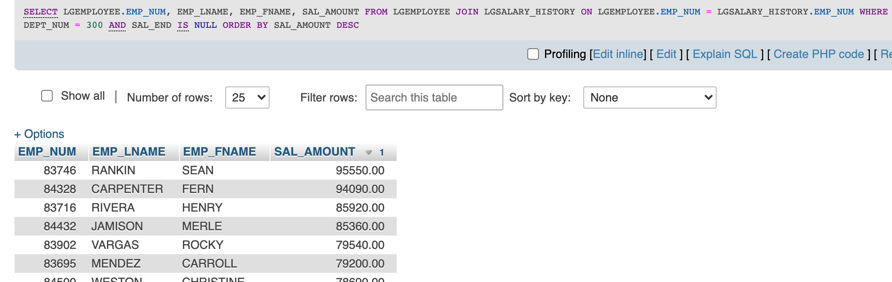 SELECT LGEMPLOYEE.EMP_NUM, EMP_LNAME, EMP_FNAME, SAL_AMOUNT FROM LGEMPLOYEE JOIN LGSALARY_HISTORY ON LGEMPLOYEE.EMP_NUM = LGSALARY_HISTORY.EMP_NUM WHERE
DEPT_NUM = 300 AND SAL_END IS NULL ORDER BY SAL_AMOUNT DESC
Profiling [Edit inline] [ Edit ] [ Explain SQL ] [ Create PHP code ] [ Re
Show all | Number of rows: 25 Filter rows: Search this table Sort by key: None
+ Options
EMP_NUM EMP_LNAME EMP_FNAME SAL_AMOUNT 1
83746 RANKIN SEAN 95550.00
84328 CARPENTER FERN 94090.00
83716 RIVERA HENRY 85920.00
84432 JAMISON MERLE 85360.00
83902 VARGAS ROCKY 79540.00
83695 MENDEZ CARROLL 79200.00
84500 WESTON CHRISTINE 78690.00